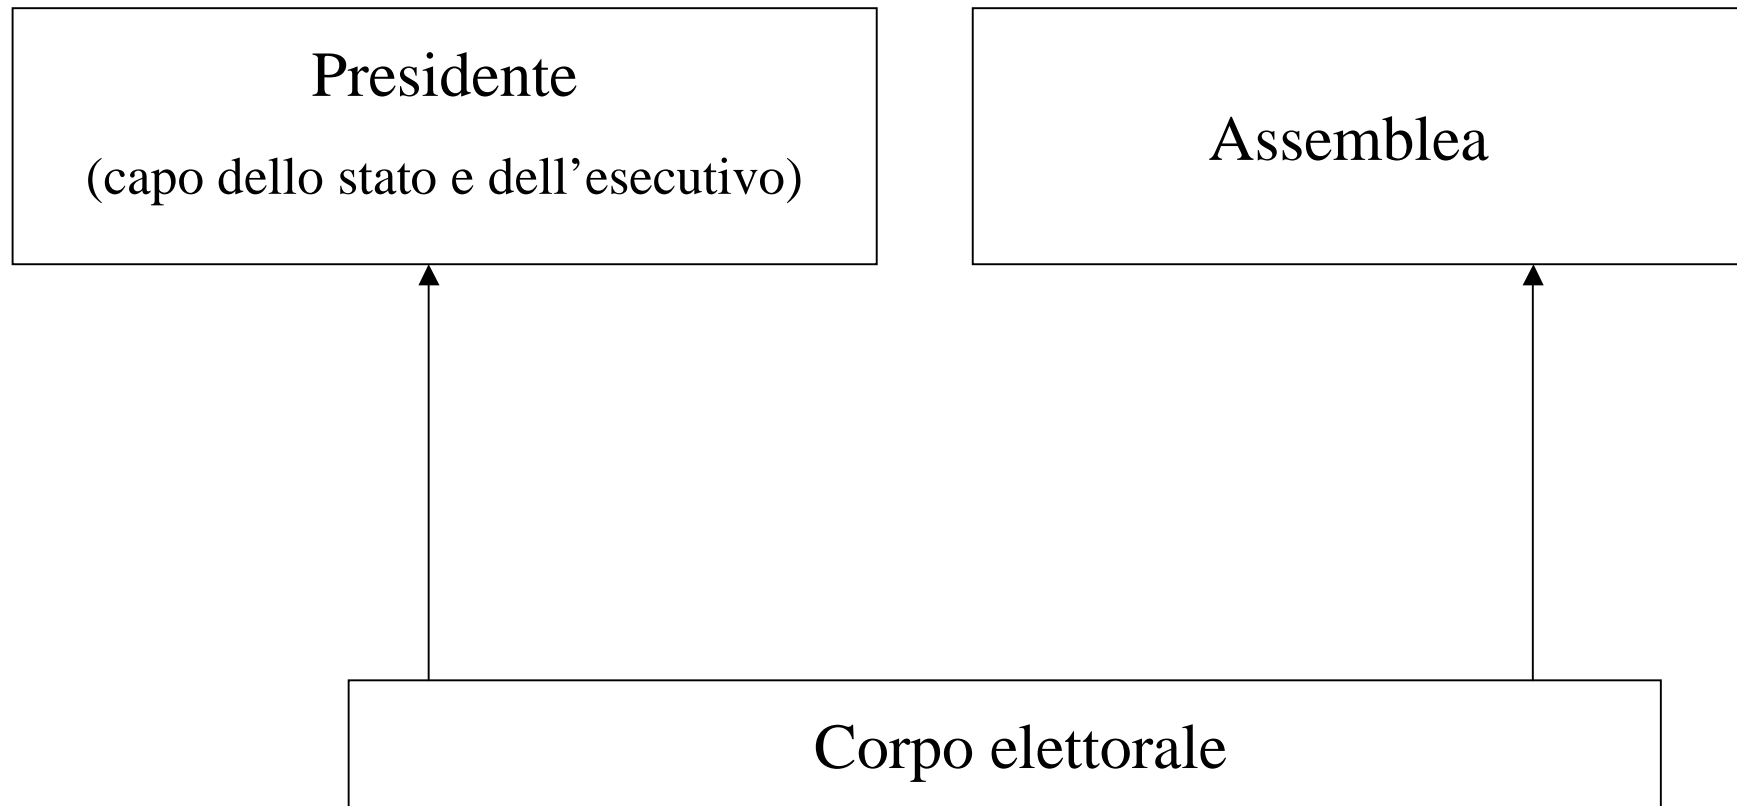 Presidente
(capo dello stato e dell’esecutivo)
Assemblea
Corpo elettorale